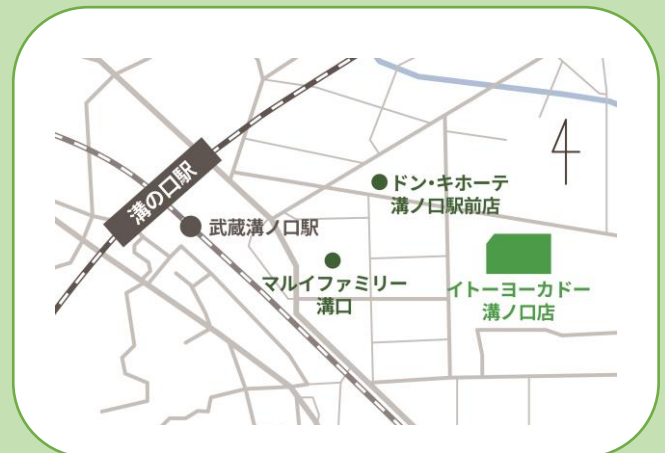 溝の口駅
武蔵溝ノ口駅
ドン・キホーテ
溝ノ口駅前店
マルイファミリー
溝口
イトーヨーカドー
溝ノ口店